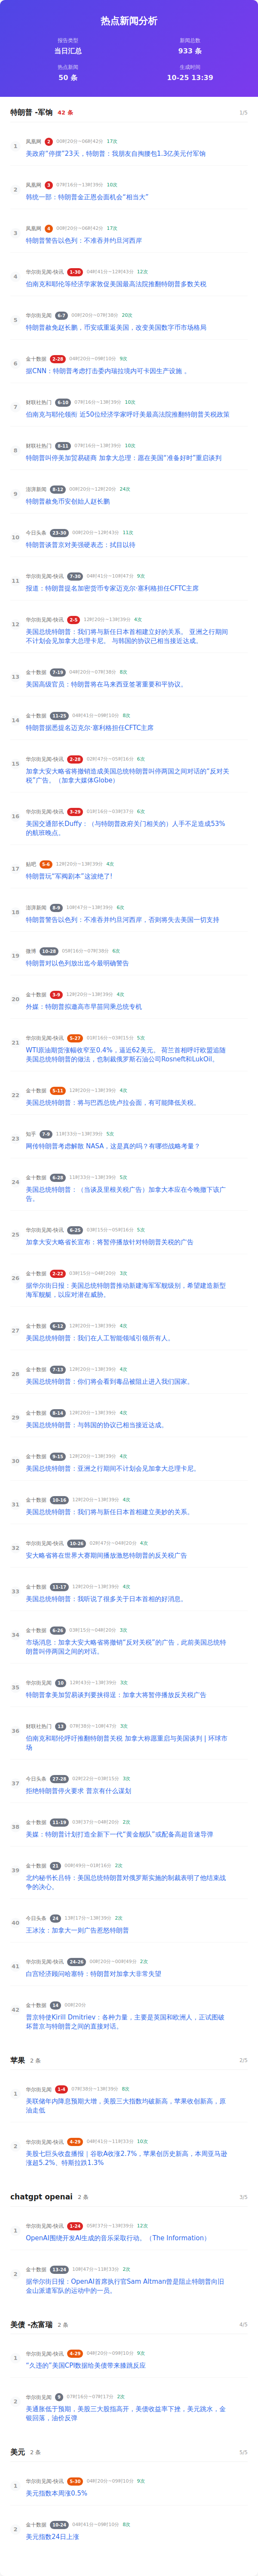 热点新闻分析
报告类型
新闻总数
当日汇总
933 条
热点新闻
生成时间
50 条
10-25 13:39
特朗普 -军钠 42 条
1/5
1
凤凰网 2 00时20分~06时42分 17次
美政府“停摆”23天，特朗普：我朋友自掏腰包1.3亿美元付军饷
2
凤凰网 3 07时16分~13时39分 10次
韩统一部：特朗普金正恩会面机会“相当大”
3
凤凰网 4 00时20分~06时42分 17次
特朗普警告以色列：不准吞并约旦河西岸
4
华尔街见闻-快讯 1-30 04时41分~12时43分 12次
伯南克和耶伦等经济学家敦促美国最高法院推翻特朗普多数关税
5
华尔街见闻 6-7 00时20分~07时38分 20次
特朗普赦免赵长鹏，币安或重返美国，改变美国数字币市场格局
6
金十数据 2-28 04时20分~09时10分 9次
据CNN：特朗普考虑打击委内瑞拉境内可卡因生产设施 。
7
财联社热门 6-10 07时16分~13时39分 10次
伯南克与耶伦领衔 近50位经济学家呼吁美最高法院推翻特朗普关税政策
8
财联社热门 8-11 07时16分~13时39分 10次
特朗普叫停美加贸易磋商 加拿大总理：愿在美国“准备好时”重启谈判
9
澎湃新闻 8-12 00时20分~12时20分 24次
特朗普赦免币安创始人赵长鹏
10
今日头条 23-30 00时20分~12时43分 11次
特朗普谈普京对美强硬表态：拭目以待
11
华尔街见闻-快讯 7-30 04时41分~10时47分 9次
报道：特朗普提名加密货币专家迈克尔·塞利格担任CFTC主席
12
华尔街见闻-快讯 2-5 12时20分~13时39分 4次
美国总统特朗普：我们将与新任日本首相建立好的关系。 亚洲之行期间
不计划会见加拿大总理卡尼。 与韩国的协议已相当接近达成。
13
金十数据 7-19 04时20分~07时38分 8次
美国高级官员：特朗普将在马来西亚签署重要和平协议。
14
金十数据 11-25 04时41分~09时10分 8次
特朗普据悉提名迈克尔·塞利格担任CFTC主席
15
华尔街见闻-快讯 2-28 02时47分~05时16分 6次
加拿大安大略省将撤销造成美国总统特朗普叫停两国之间对话的“反对关
税”广告。（加拿大媒体Globe）
16
华尔街见闻-快讯 3-29 01时16分~03时37分 6次
美国交通部长Duffy：（与特朗普政府关门相关的）人手不足造成53%
的航班晚点。
17
贴吧 5-6 12时20分~13时39分 4次
特朗普玩“军阀剧本”这波绝了!
18
澎湃新闻 8-9 10时47分~13时39分 6次
特朗普警告以色列：不准吞并约旦河西岸，否则将失去美国一切支持
19
微博 10-28 05时16分~07时38分 6次
特朗普对以色列放出迄今最明确警告
20
金十数据 3-9 12时20分~13时39分 4次
外媒：特朗普拟邀高市早苗同乘总统专机
21
华尔街见闻-快讯 5-27 01时16分~03时15分 5次
WTI原油期货涨幅收窄至0.4%，逼近62美元。 荷兰首相呼吁欧盟追随
美国总统特朗普的做法，也制裁俄罗斯石油公司Rosneft和LukOil。
22
金十数据 5-11 12时20分~13时39分 4次
美国总统特朗普：将与巴西总统卢拉会面，有可能降低关税。
23
知乎 7-9 11时33分~13时39分 5次
网传特朗普考虑解散 NASA，这是真的吗？有哪些战略考量？
24
金十数据 6-28 11时33分~13时39分 5次
美国总统特朗普：（当谈及里根关税广告）加拿大本应在今晚撤下该广
告。
25
华尔街见闻-快讯 6-25 03时15分~05时16分 5次
加拿大安大略省长宣布：将暂停播放针对特朗普关税的广告
26
金十数据 2-22 03时15分~04时20分 3次
据华尔街日报：美国总统特朗普推动新建海军军舰级别，希望建造新型
海军舰艇，以应对潜在威胁。
27
金十数据 6-12 12时20分~13时39分 4次
美国总统特朗普：我们在人工智能领域引领所有人。
28
金十数据 7-13 12时20分~13时39分 4次
美国总统特朗普：你们将会看到毒品被阻止进入我们国家。
29
金十数据 8-14 12时20分~13时39分 4次
美国总统特朗普：与韩国的协议已相当接近达成。
30
金十数据 9-15 12时20分~13时39分 4次
美国总统特朗普：亚洲之行期间不计划会见加拿大总理卡尼。
31
金十数据 10-16 12时20分~13时39分 4次
美国总统特朗普：我们将与新任日本首相建立美妙的关系。
32
华尔街见闻-快讯 10-26 02时47分~04时20分 4次
安大略省将在世界大赛期间播放激怒特朗普的反关税广告
33
金十数据 11-17 12时20分~13时39分 4次
美国总统特朗普：我听说了很多关于日本首相的好消息。
34
金十数据 6-26 03时15分~04时20分 3次
市场消息：加拿大安大略省将撤销“反对关税”的广告，此前美国总统特
朗普叫停两国之间的对话。
35
华尔街见闻 10 12时43分~13时39分 3次
特朗普拿美加贸易谈判要挟得逞：加拿大将暂停播放反关税广告
36
财联社热门 13 07时38分~10时47分 3次
伯南克和耶伦呼吁推翻特朗普关税 加拿大称愿重启与美国谈判 | 环球市
场
37
今日头条 27-28 02时22分~03时15分 3次
拒绝特朗普停火要求 普京有什么谋划
38
金十数据 11-19 03时37分~04时20分 2次
美媒：特朗普计划打造全新下一代“黄金舰队”或配备高超音速导弹
39
金十数据 21 00时49分~01时16分 2次
北约秘书长吕特：美国总统特朗普对俄罗斯实施的制裁表明了他结束战
争的决心。
40
今日头条 28 13时17分~13时39分 2次
王冰汝：加拿大一则广告惹怒特朗普
41
华尔街见闻-快讯 24-26 00时20分~00时49分 2次
白宫经济顾问哈塞特：特朗普对加拿大非常失望
42
金十数据 14 00时20分
普京特使Kirill Dmitriev：各种力量，主要是英国和欧洲人，正试图破
坏普京与特朗普之间的直接对话。
苹果 2 条
2/5
1
华尔街见闻 1-4 07时38分~13时39分 8次
美联储年内降息预期大增，美股三大指数均破新高，苹果收创新高，原
油走低
2
华尔街见闻-快讯 4-29 04时41分~11时33分 10次
美股七巨头收盘播报｜谷歌A收涨2.7%，苹果创历史新高，本周亚马逊
涨超5.2%、特斯拉跌1.3%
chatgpt openai 2 条
3/5
1
华尔街见闻-快讯 1-24 05时37分~13时39分 12次
OpenAI围绕开发AI生成的音乐采取行动。（The Information）
2
金十数据 13-24 10时47分~11时33分 2次
据华尔街日报：OpenAI首席执行官Sam Altman曾是阻止特朗普向旧
金山派遣军队的运动中的一员。
美债 -杰富瑞 2 条
4/5
1
华尔街见闻-快讯 4-29 04时20分~09时10分 9次
“久违的”美国CPI数据给美债带来膝跳反应
2
华尔街见闻 9 07时16分~07时17分 2次
美通胀低于预期，美股三大股指高开，美债收益率下挫，美元跳水，金
银回落，油价反弹
美元 2 条
5/5
1
华尔街见闻-快讯 5-30 04时20分~09时10分 9次
美元指数本周涨0.5%
2
金十数据 10-24 04时41分~09时10分 8次
美元指数24日上涨